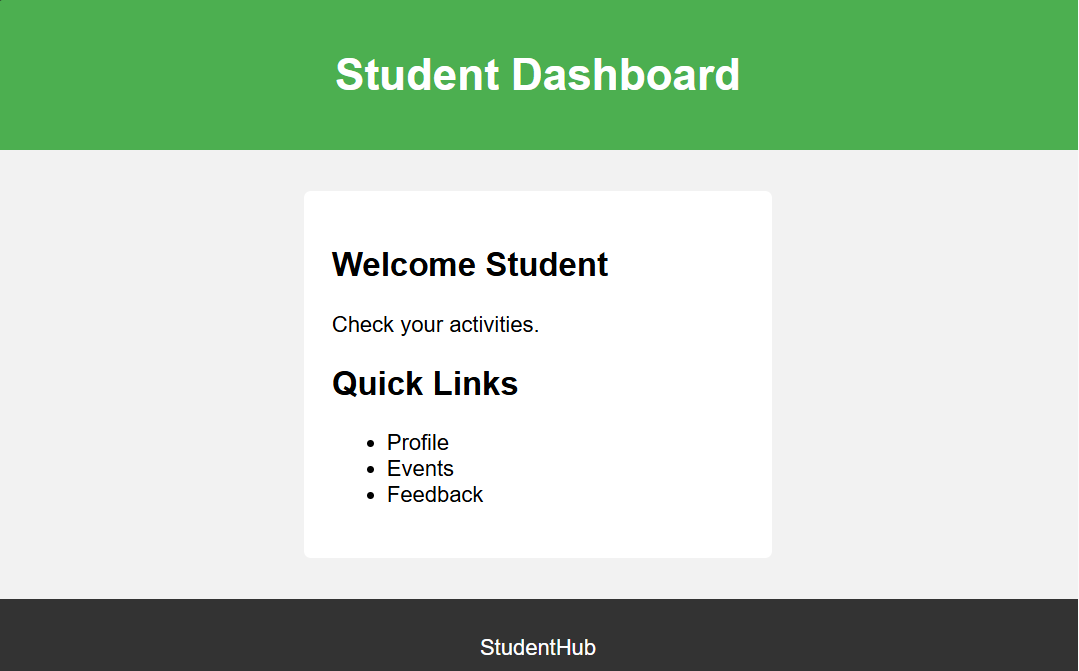 Student Dashboard
Welcome Student
Check your activities.
Quick Links
• Profile
• Events
• Feedback
StudentHub